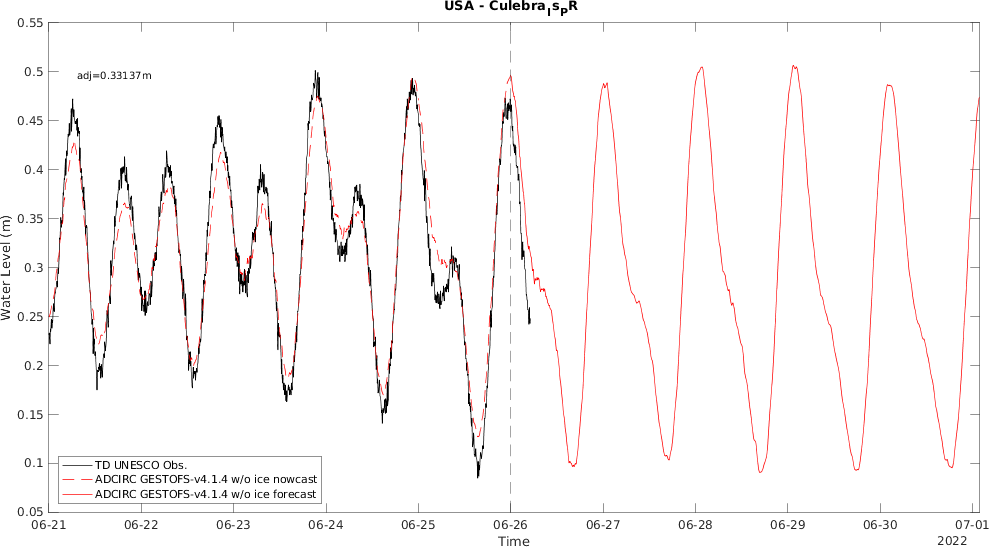 USA - Culebra_Is_PR
0.55
0.5
0.45
0.4
0.35
0.3
0.25
0.2
0.15
0.1
0.05
Water Level (m)
adj=0.33137m
TD UNESCO Obs.
ADCIRC GESTOFS-v4.1.4 w/o ice nowcast
ADCIRC GESTOFS-v4.1.4 w/o ice forecast
06-21 06-22 06-23 06-24 06-25 06-26 06-27 06-28 06-29 06-30 07-01
Time
2022